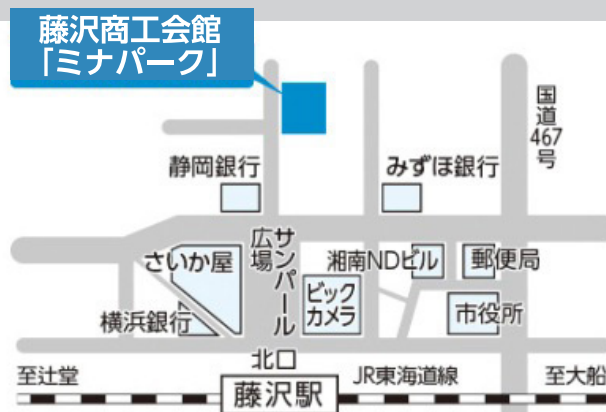 藤沢商工会館
「ミナパーク」
国道467号
静岡銀行
みずほ銀行
サンパール
広場
さいか屋
湘南NDビル
郵便局
ビック
カメラ
横浜銀行
市役所
北口
至辻堂
藤沢駅
JR東海道線
至大船